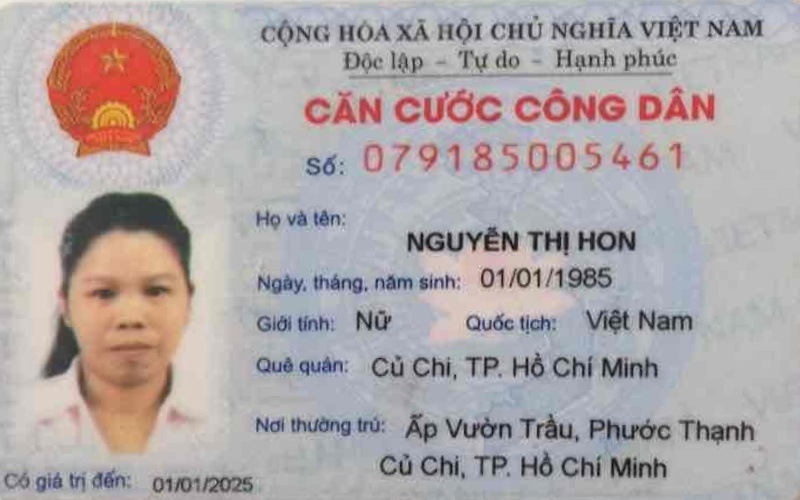 CỘNG HÒA XÃ HỘI CHỦ NGHĨA VIỆT NAM
Độc lập - Tự do - Hạnh phúc
CĂN CƯỚC CÔNG DÂN
Số: 079185005461
Họ và tên:
NGUYỄN THỊ HON
Ngày, tháng, năm sinh: 01/01/1985
Giới tính: Nữ Quốc tịch: Việt Nam
Quê quán: Củ Chi, TP. Hồ Chí Minh
Nơi thường trú: Ấp Vườn Trầu, Phước Thạnh
Củ Chi, TP. Hồ Chí Minh
Có giá trị đến: 01/01/2025